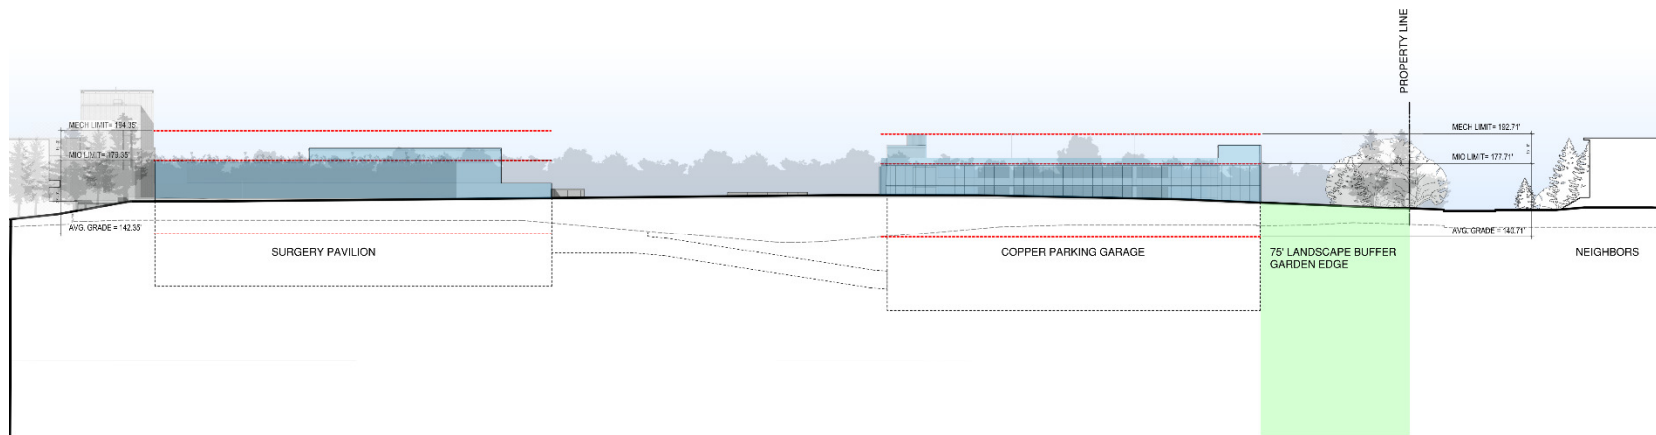 PROPERTY LINE
MECH LIMIT= 194.35'
MIO LIMIT= 179.35'
AVG. GRADE = 142.35'
SURGERY PAVILION
COPPER PARKING GARAGE
75' LANDSCAPE BUFFER
GARDEN EDGE
MECH LIMIT= 192.71'
MIO LIMIT= 177.71'
AVG. GRADE = 140.71'
NEIGHBORS